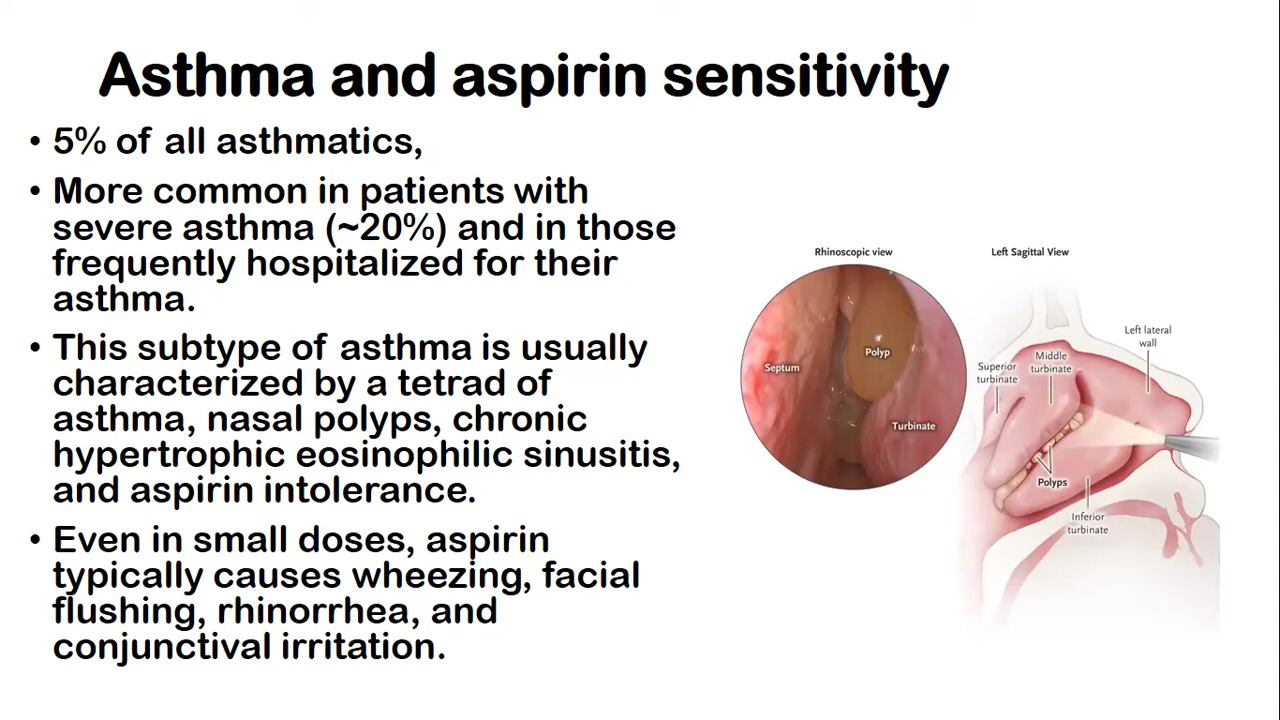 Asthma and aspirin sensitivity
• 5% of all asthmatics,
• More common in patients with
severe asthma (~20%) and in those
frequently hospitalized for their
asthma.
• This subtype of asthma is usually
characterized by a tetrad of
asthma, nasal polyps, chronic
hypertrophic eosinophilic sinusitis,
and aspirin intolerance.
• Even in small doses, aspirin
typically causes wheezing, facial
flushing, rhinorrhea, and
conjunctival irritation.
Rhinoscopic view
Septum
Polyp
Turbinate
Left Sagittal View
Left lateral
wall
Middle
turbinate
Superior
turbinate
Polyps
Inferior
turbinate